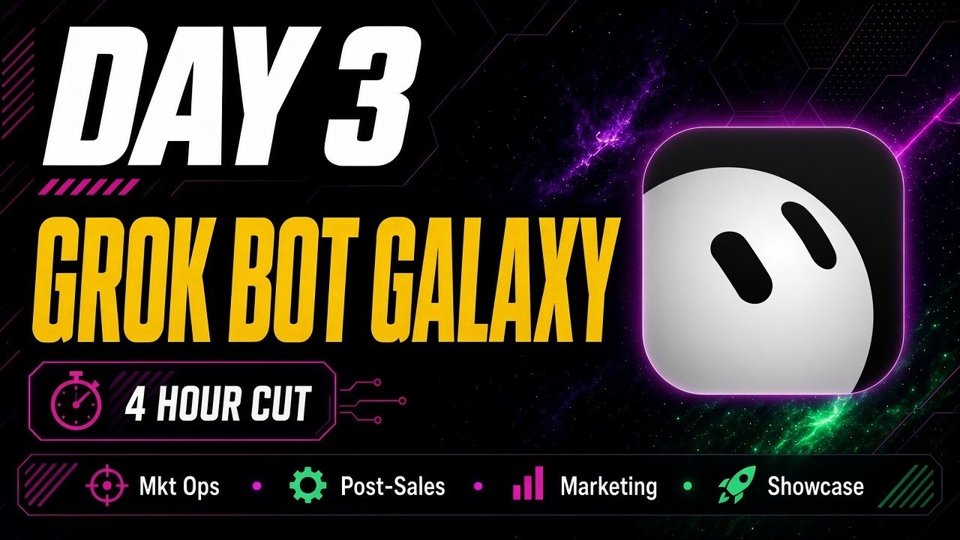 DAY 3
GROK BOT GALAXY
4 HOUR CUT
Mkt Ops • Post-Sales • Marketing • Showcase